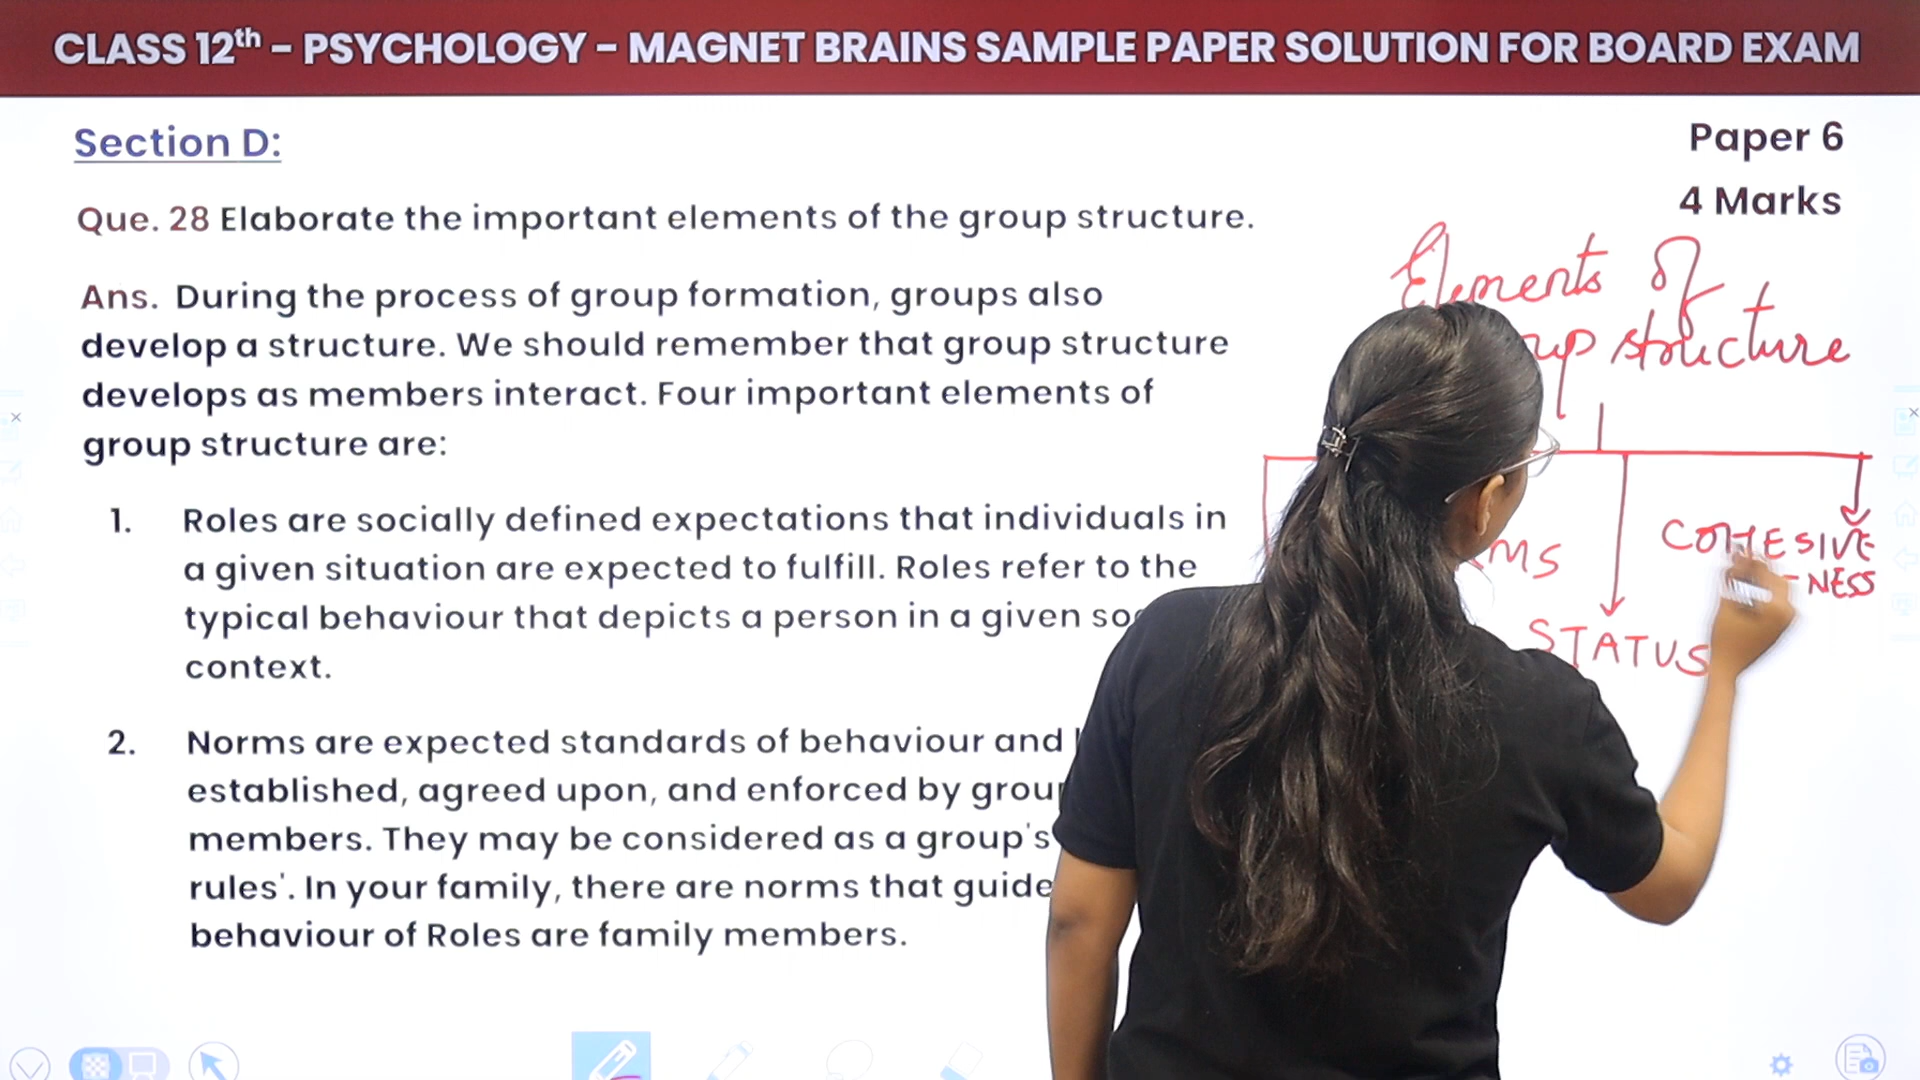 CLASS 12th – PSYCHOLOGY – MAGNET BRAINS SAMPLE PAPER SOLUTION FOR BOARD EXAM
Section D:
Paper 6
4 Marks
Que. 28 Elaborate the important elements of the group structure.
Ans. During the process of group formation, groups also
develop a structure. We should remember that group structure
develops as members interact. Four important elements of
group structure are:
1. Roles are socially defined expectations that individuals in
a given situation are expected to fulfill. Roles refer to the
typical behaviour that depicts a person in a given
context.
2. Norms are expected standards of behaviour and
established, agreed upon, and enforced by
members. They may be considered as a group's
rules'. In your family, there are norms that guide
behaviour of Roles are family members.
Elements of
structure
COHESIVE
-NESS
STATUS